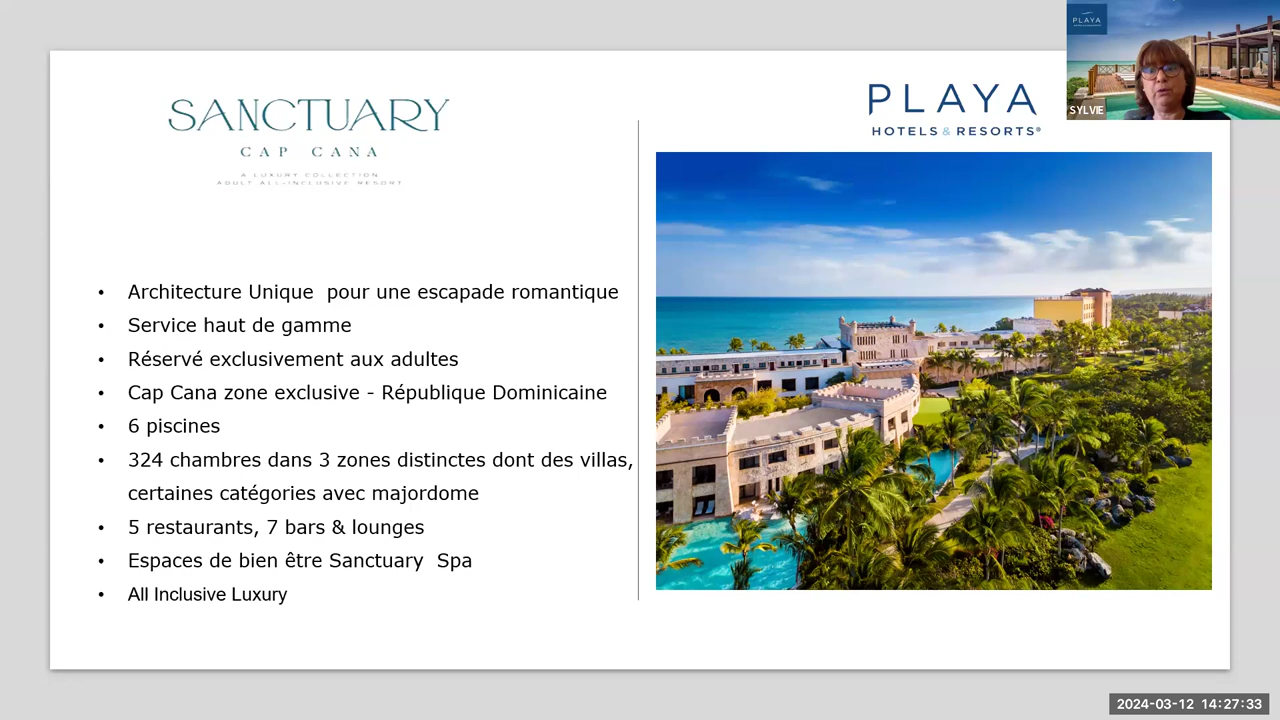 SANCTUARY
CAP CANA
A LUXURY COLLECTION
ADULT ALL-INCLUSIVE RESORT
PLAYA
HOTELS & RESORTS®
PLAYA
SYLVIE
• Architecture Unique  pour une escapade romantique
• Service haut de gamme
• Réservé exclusivement aux adultes
• Cap Cana zone exclusive - République Dominicaine
• 6 piscines
• 324 chambres dans 3 zones distinctes dont des villas,
certaines catégories avec majordome
• 5 restaurants, 7 bars & lounges
• Espaces de bien être Sanctuary  Spa
• All Inclusive Luxury
2024-03-12 14:27:33